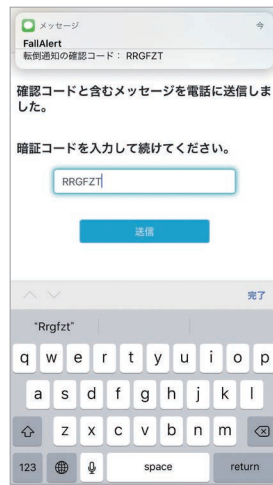 メッセージ
今
FallAlert
転倒通知の確認コード： RRGFZT
確認コードと含むメッセージを電話に送信しま
した。
暗証コードを入力して続けてください。
RRGFZT
送信
完了
"Rrgfzt"
q w e r t y u i o p
a s d f g h j k l
z x c v b n m
123 space return